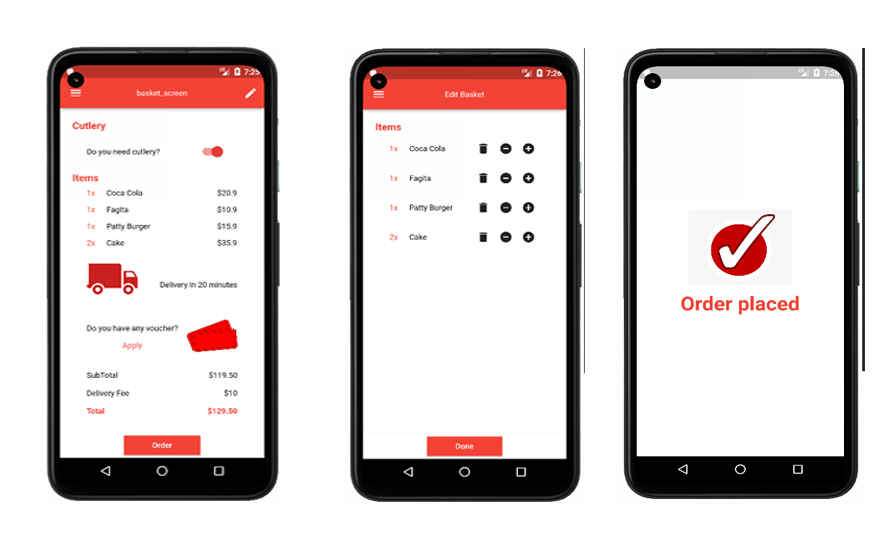 7:25
basket_screen
Cutlery
Do you need cutlery?
Items
1x Coca Cola $20.9
1x Fagita $10.9
1x Patty Burger $15.9
2x Cake $35.9
Delivery in 20 minutes
Do you have any voucher?
Apply
SubTotal $119.50
Delivery Fee $10
Total $129.50
Order
7:26
Edit Basket
Items
1x Coca Cola
1x Fagita
1x Patty Burger
2x Cake
Done
7:26
Order placed